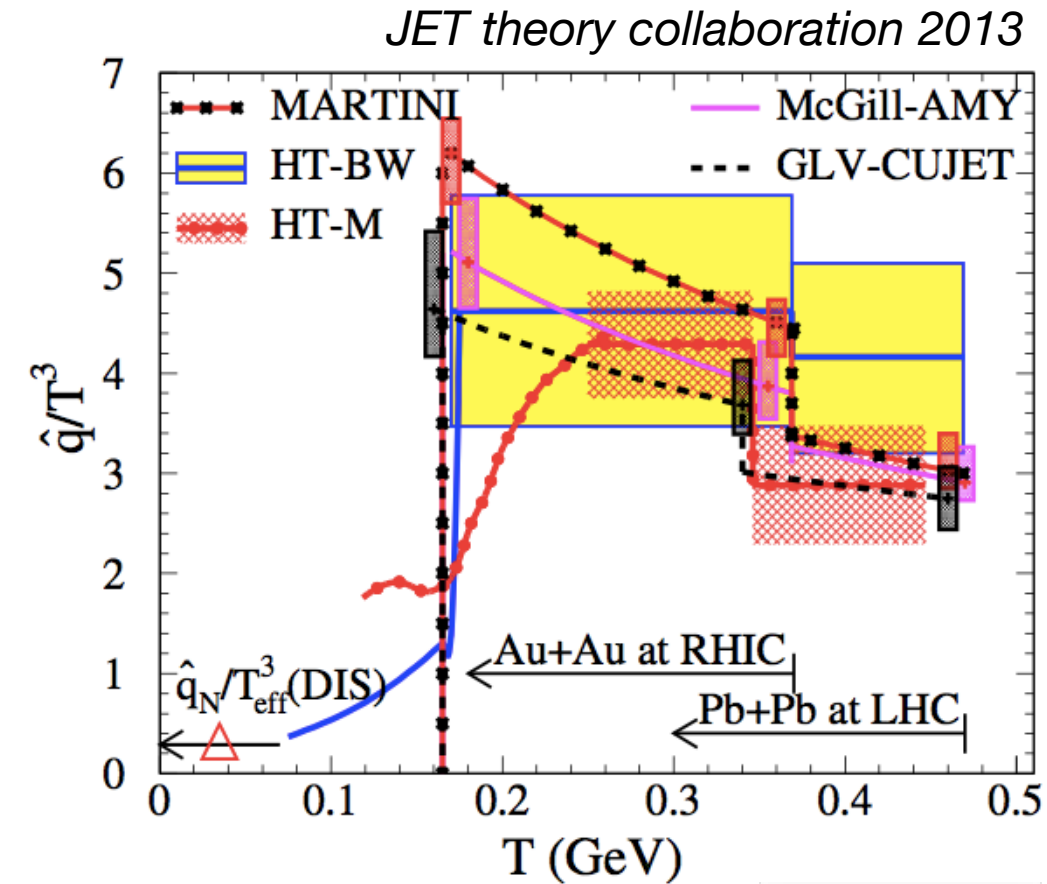 JET theory collaboration 2013
7
MARTINI
McGill-AMY
6
HT-BW
GLV-CUJET
HT-M
5
4
q̂/T³
3
2
Au+Au at RHIC
1
q̂N/T³eff(DIS)
Pb+Pb at LHC
0
0 0.1 0.2 0.3 0.4 0.5
T (GeV)